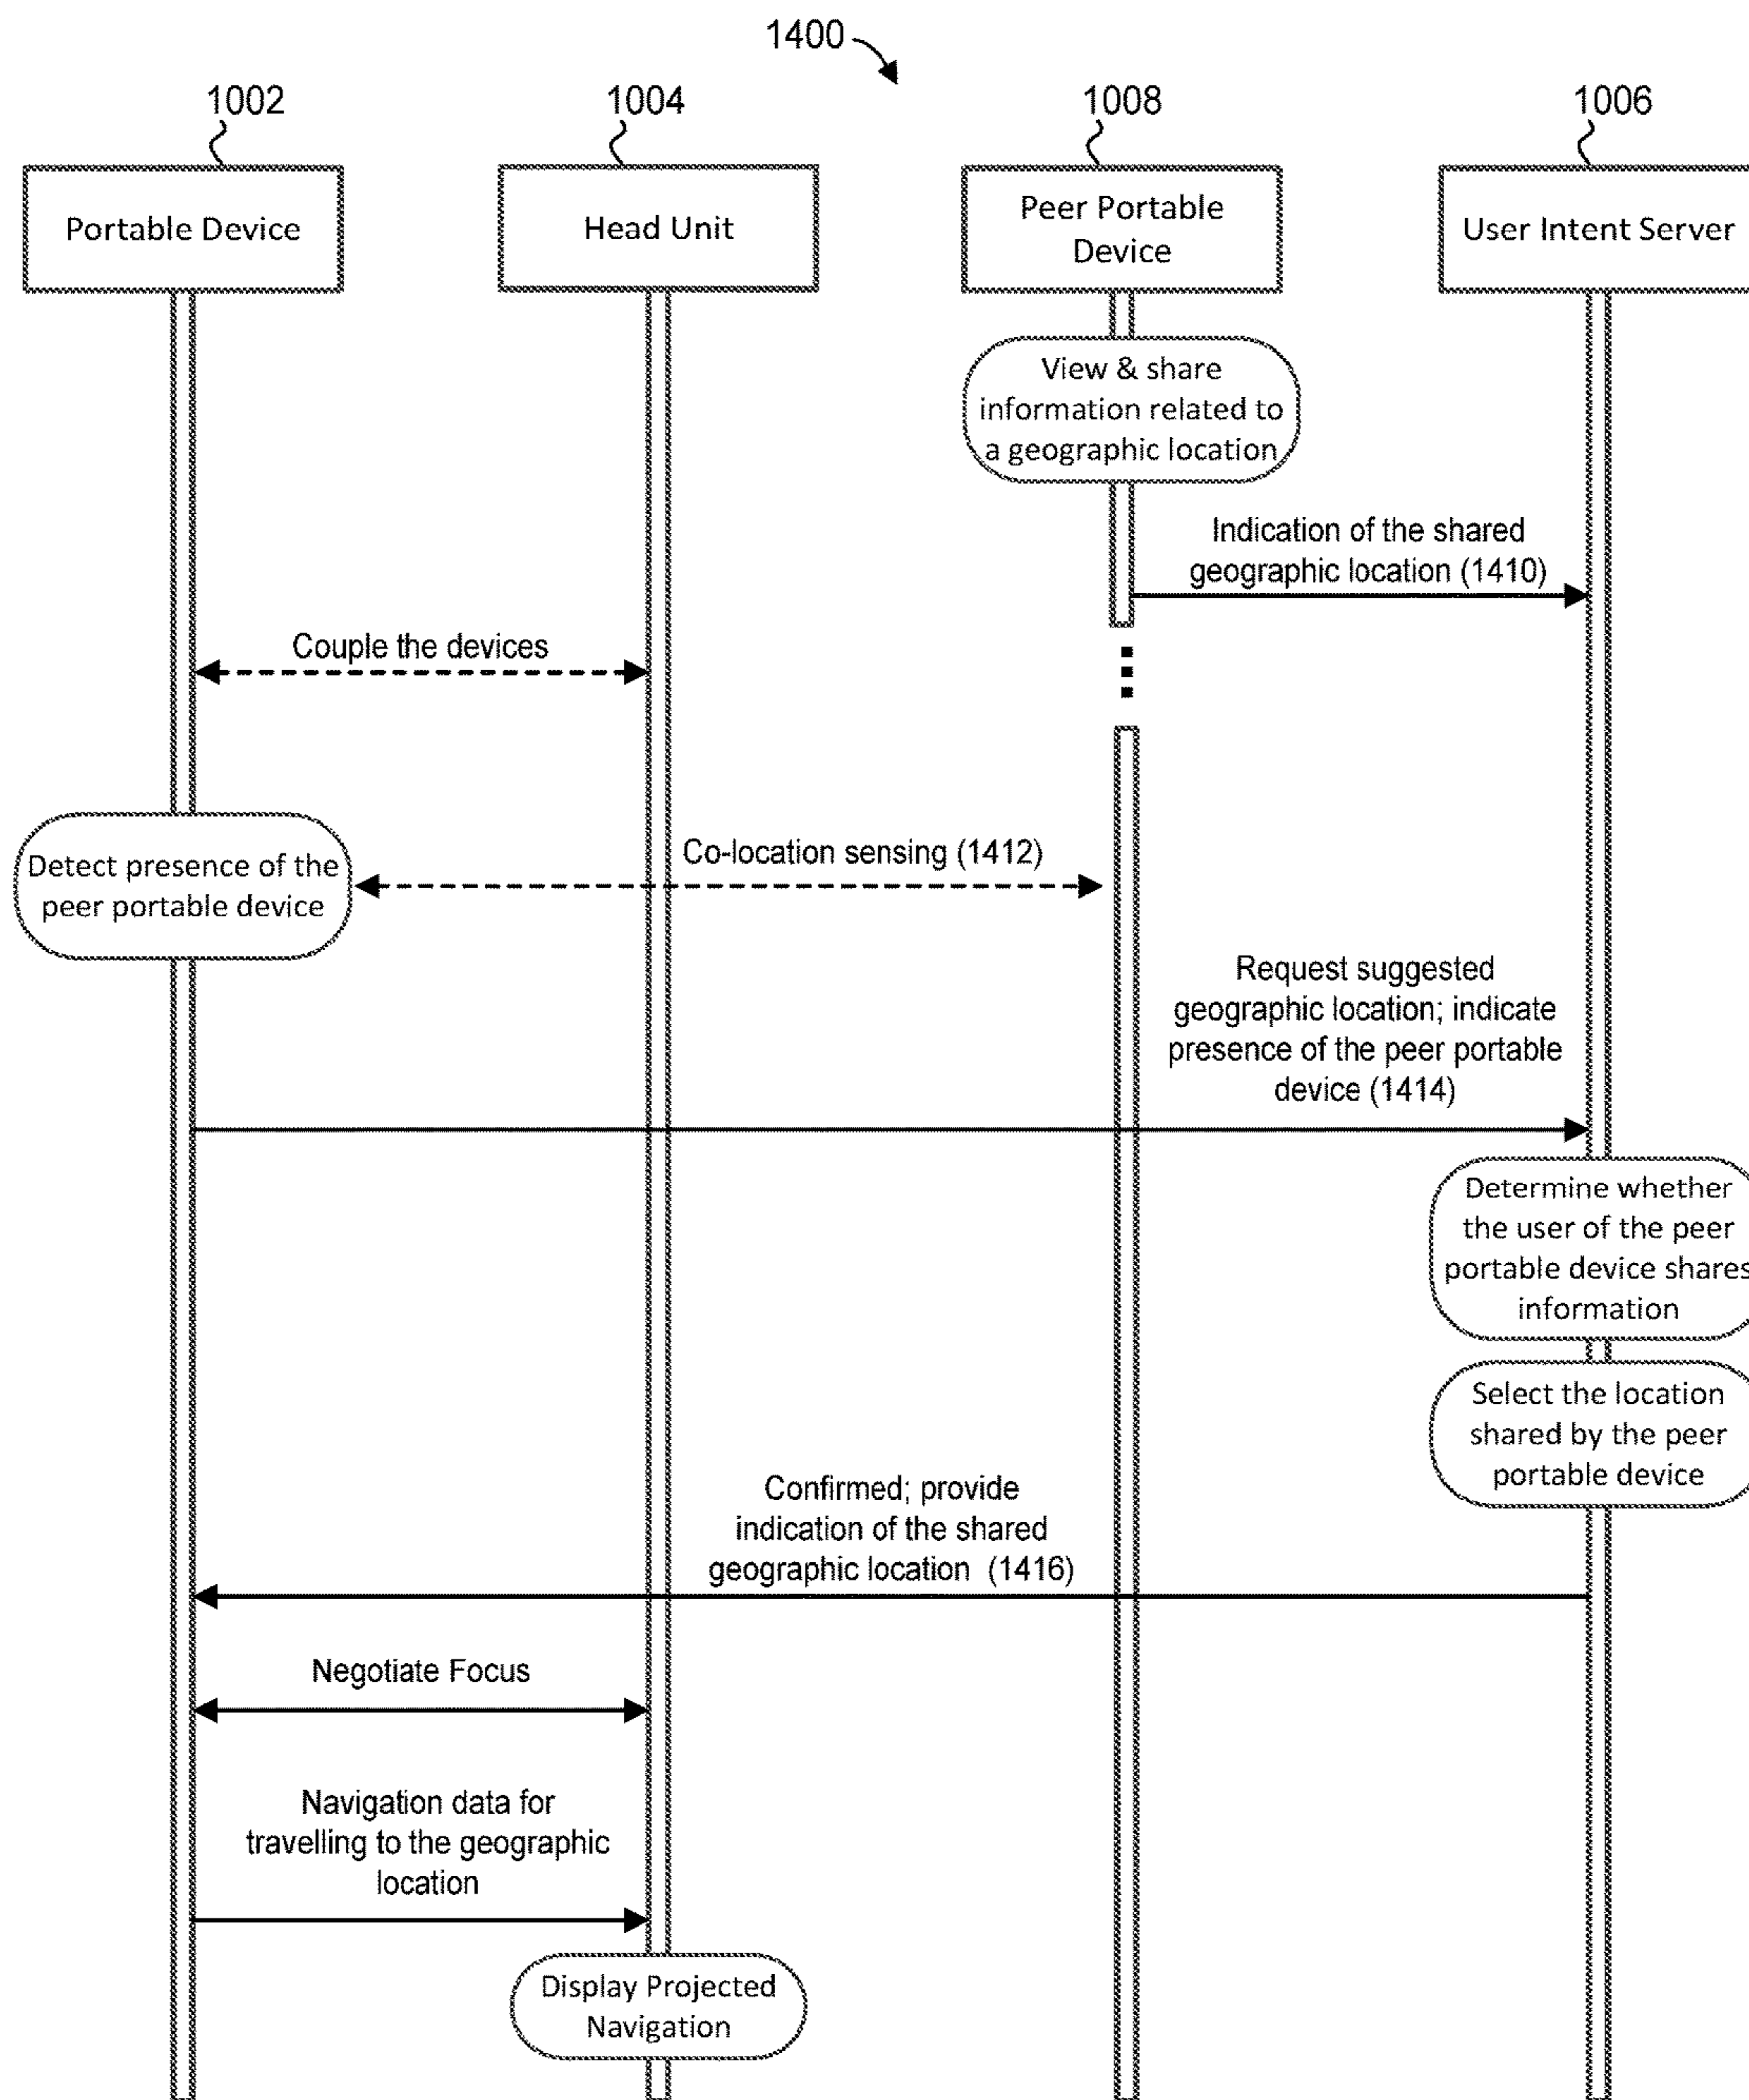 1400
1002
1004
1008
1006
Portable Device
Head Unit
Peer Portable
Device
User Intent Server
View & share
information related to
a geographic location
Indication of the shared
geographic location (1410)
Couple the devices
Co-location sensing (1412)
Detect presence of the
peer portable device
Request suggested
geographic location; indicate
presence of the peer portable
device (1414)
Determine whether
the user of the peer
portable device shares
information
Select the location
shared by the peer
portable device
Confirmed; provide
indication of the shared
geographic location (1416)
Negotiate Focus
Navigation data for
travelling to the geographic
location
Display Projected
Navigation